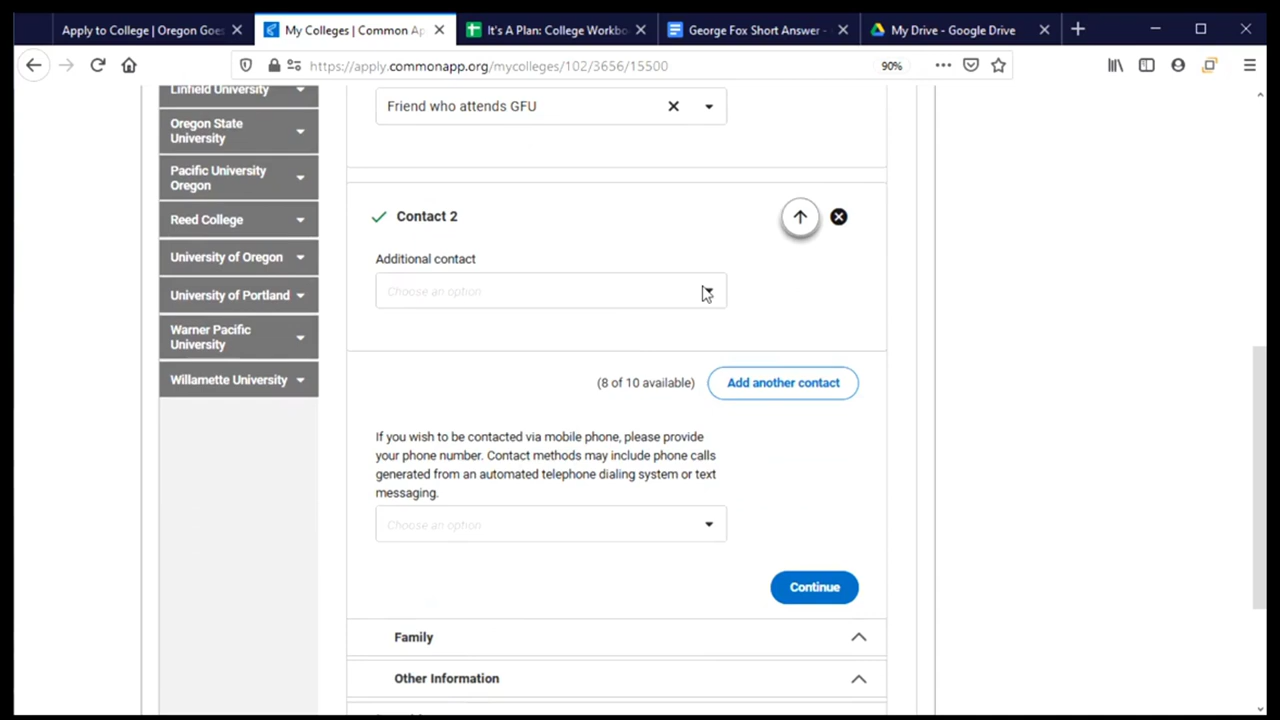 Apply to College | Oregon Goes
My Colleges | Common Ap
It's A Plan: College Workbo
George Fox Short Answer -
My Drive - Google Drive
https://apply.commonapp.org/mycolleges/102/3656/15500
90%
Linfield University
Oregon State
University
Pacific University
Oregon
Reed College
University of Oregon
University of Portland
Warner Pacific
University
Willamette University
Friend who attends GFU
Contact 2
Additional contact
Choose an option
(8 of 10 available)
Add another contact
If you wish to be contacted via mobile phone, please provide
your phone number. Contact methods may include phone calls
generated from an automated telephone dialing system or text
messaging.
Choose an option
Continue
Family
Other Information